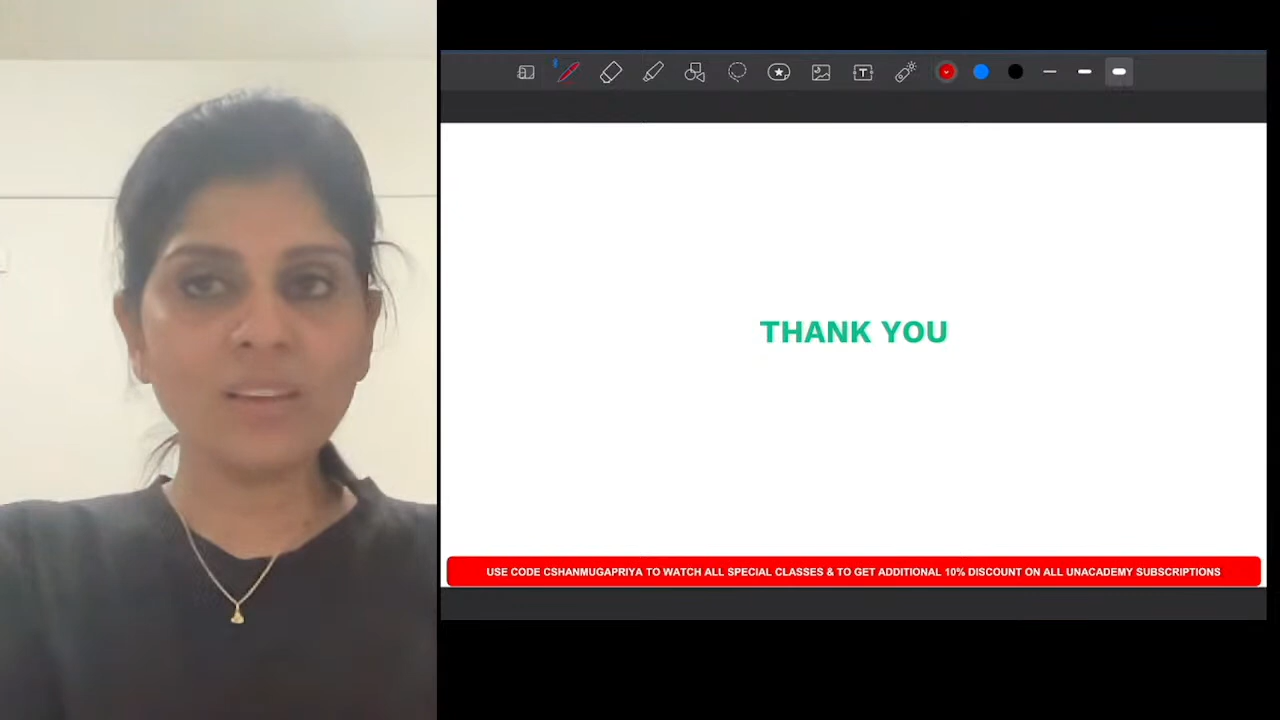 THANK YOU
USE CODE CSHANMUGAPRIYA TO WATCH ALL SPECIAL CLASSES & TO GET ADDITIONAL 10% DISCOUNT ON ALL UNACADEMY SUBSCRIPTIONS